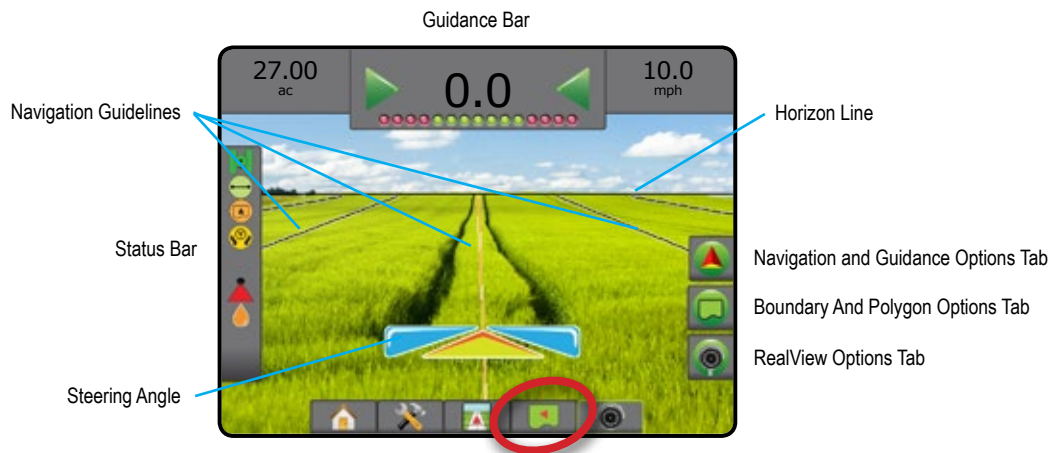 Guidance Bar
27.00
ac
0.0
10.0
mph
Navigation Guidelines
Horizon Line
Status Bar
Navigation and Guidance Options Tab
Boundary And Polygon Options Tab
RealView Options Tab
Steering Angle